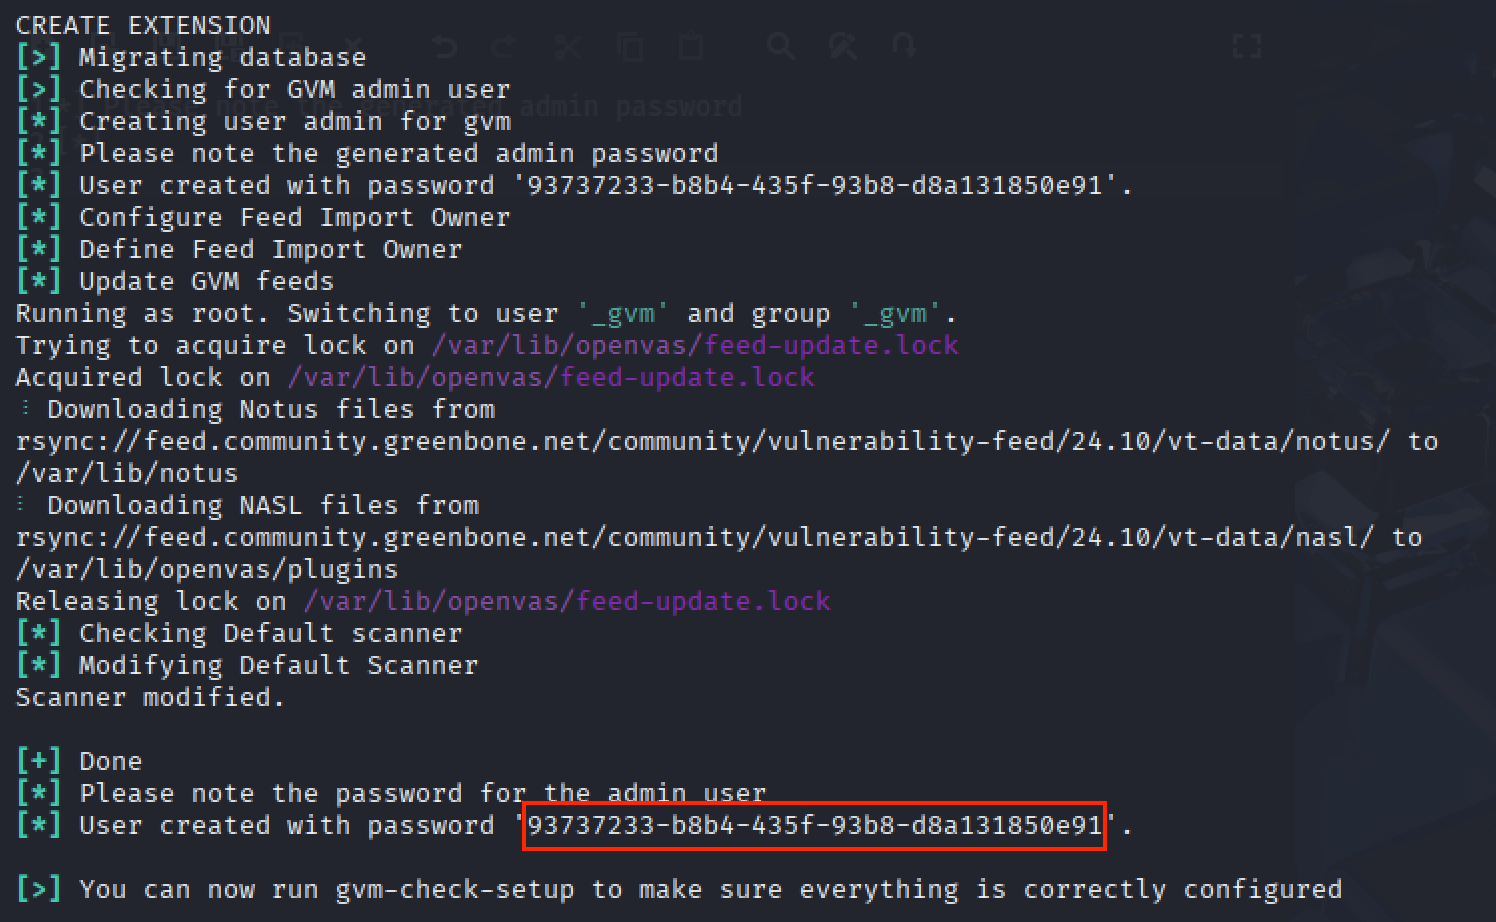 CREATE EXTENSION
[>] Migrating database
[>] Checking for GVM admin user
[*] Creating user admin for gvm
[*] Please note the generated admin password
[*] User created with password '93737233-b8b4-435f-93b8-d8a131850e91'.
[*] Configure Feed Import Owner
[*] Define Feed Import Owner
[*] Update GVM feeds
Running as root. Switching to user '_gvm' and group '_gvm'.
Trying to acquire lock on /var/lib/openvas/feed-update.lock
Acquired lock on /var/lib/openvas/feed-update.lock
⠸ Downloading Notus files from
rsync://feed.community.greenbone.net/community/vulnerability-feed/24.10/vt-data/notus/ to
/var/lib/notus
⠸ Downloading NASL files from
rsync://feed.community.greenbone.net/community/vulnerability-feed/24.10/vt-data/nasl/ to
/var/lib/openvas/plugins
Releasing lock on /var/lib/openvas/feed-update.lock
[*] Checking Default scanner
[*] Modifying Default Scanner
Scanner modified.
[+] Done
[*] Please note the password for the admin user
[*] User created with password '93737233-b8b4-435f-93b8-d8a131850e91'.
[>] You can now run gvm-check-setup to make sure everything is correctly configured